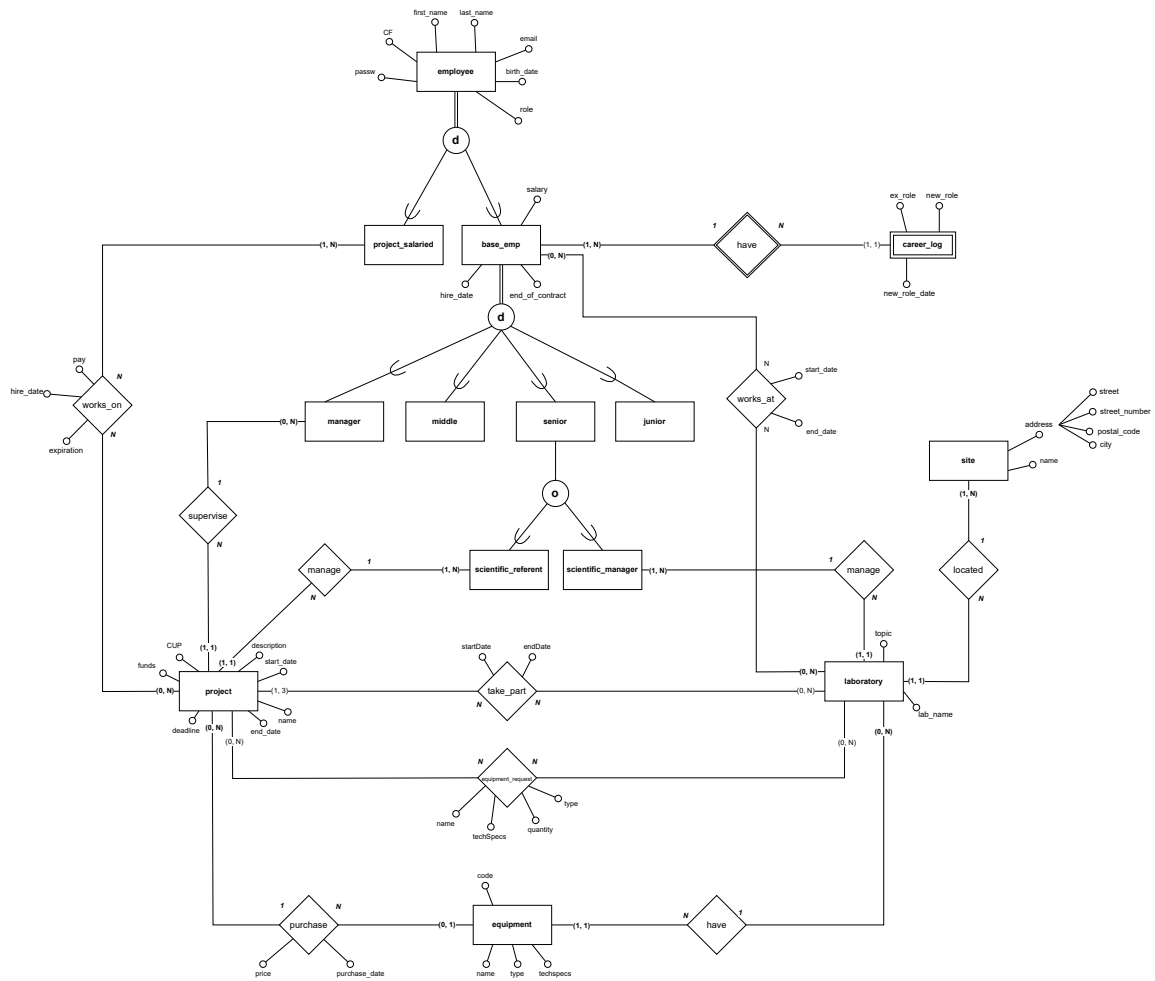 first_name
last_name
CF
email
employee
passw
birth_date
role
d
salary
ex_role
new_role
1
N
(1, N)
project_salaried
base_emp
(1, N)
have
(1, 1)
career_log
(0, N)
hire_date
end_of_contract
new_role_date
d
pay
N
N
start_date
hire_date
works_on
works_at
street
street_number
(0, N)
manager
middle
senior
junior
address
postal_code
N
N
end_date
city
expiration
site
name
1
o
(1, N)
supervise
1
N
1
1
manage
(1, N)
scientific_referent
scientific_manager
(1, N)
manage
located
N
N
N
topic
CUP
description
(1, 1)
startDate
endDate
(1, 1)
funds
(1, 1)
start_date
(0, N)
(0, N)
project
(1, 3)
take_part
(0, N)
laboratory
(1, 1)
N
N
name
lab_name
deadline
(0, N)
end_date
(0, N)
(0, N)
(0, N)
N
N
equipment_request
type
name
quantity
techSpecs
code
1
N
N
1
purchase
(0, 1)
equipment
(1, 1)
have
price
purchase_date
name
type
techspecs